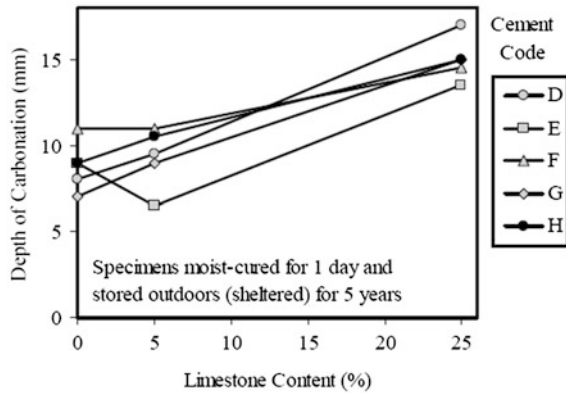 Cement
Code
D
E
F
G
H
Depth of Carbonation (mm)
15
10
5
0
Specimens moist-cured for 1 day and
stored outdoors (sheltered) for 5 years
0 5 10 15 20 25
Limestone Content (%)